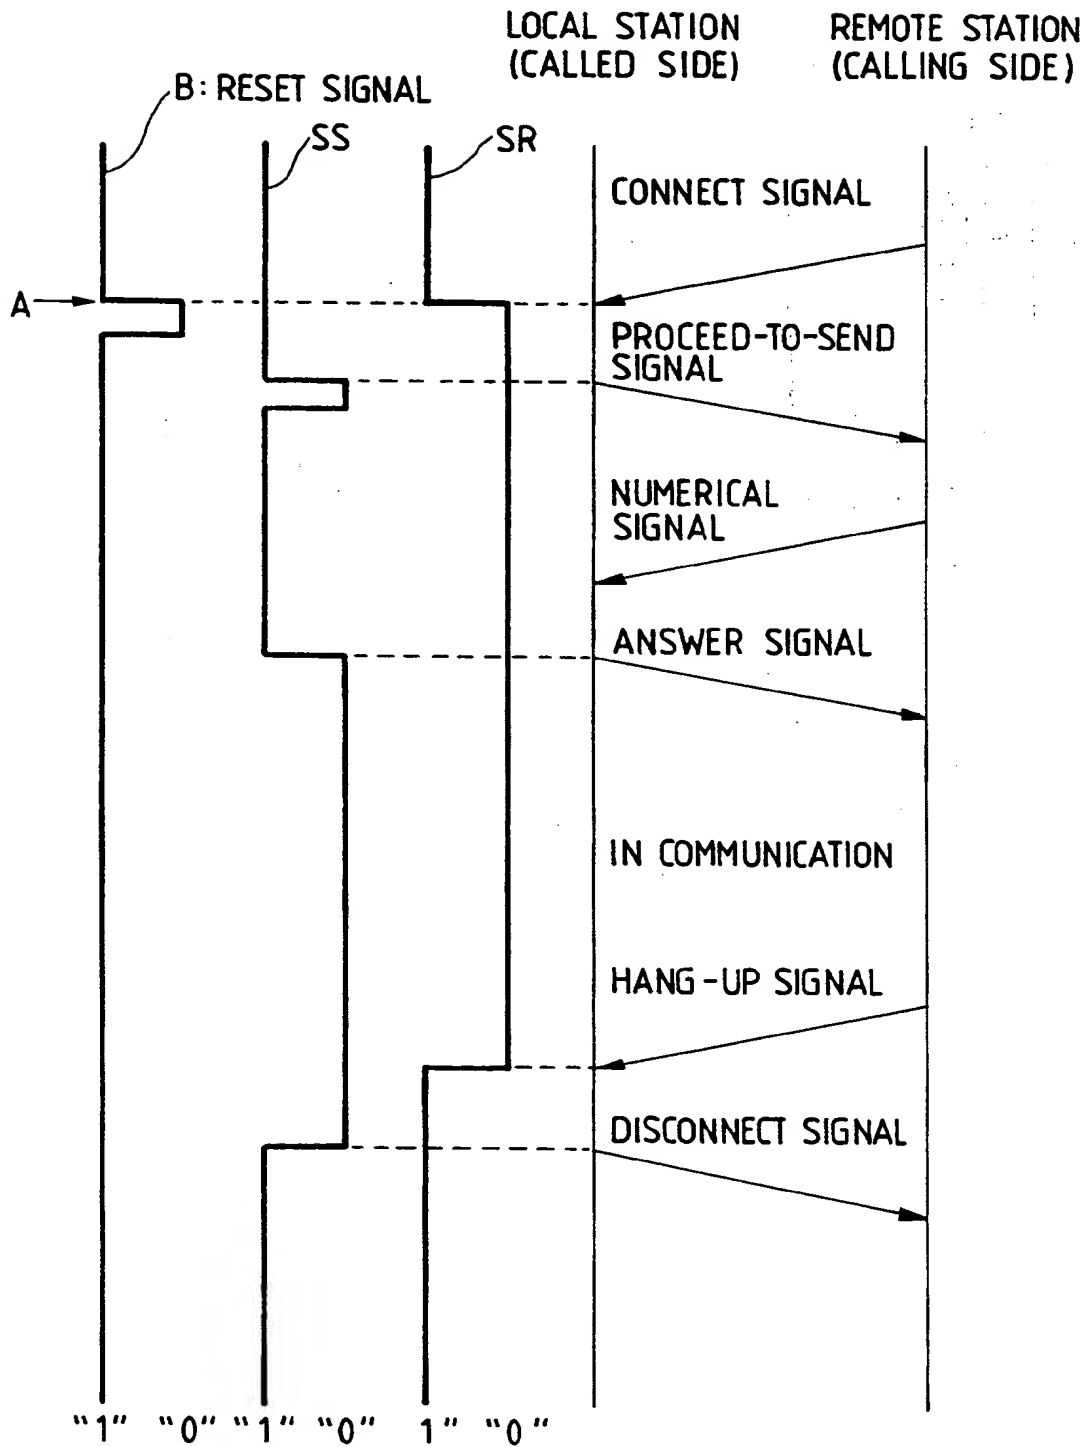 LOCAL STATION
(CALLED SIDE)
REMOTE STATION
(CALLING SIDE)
B: RESET SIGNAL
SS
SR
CONNECT SIGNAL
A
PROCEED-TO-SEND
SIGNAL
NUMERICAL
SIGNAL
ANSWER SIGNAL
IN COMMUNICATION
HANG-UP SIGNAL
DISCONNECT SIGNAL
"1" "0" "1" "0" 1" "0"